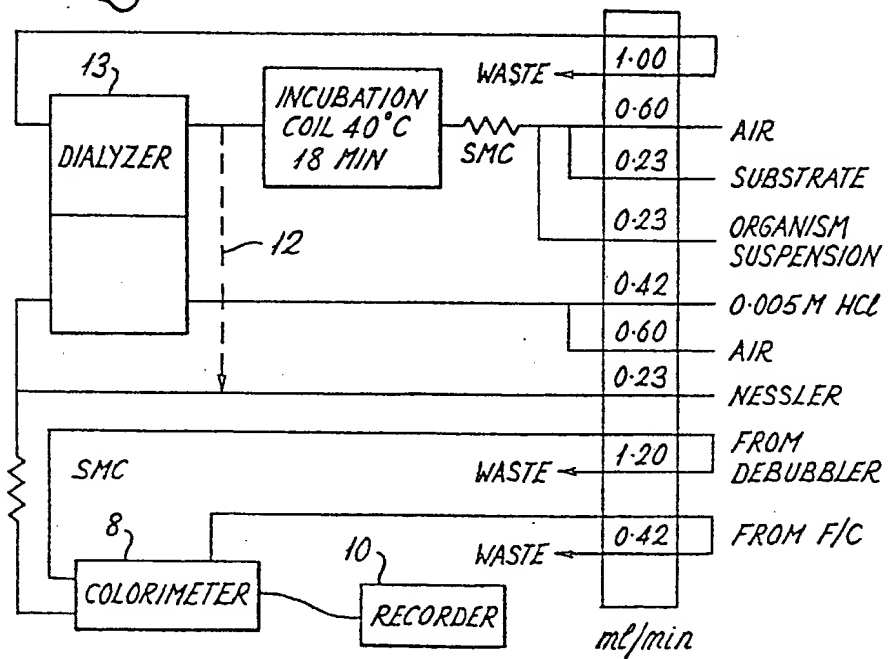 1.00
WASTE
13
INCUBATION
COIL 40°C
18 MIN
SMC
0.60
AIR
DIALYZER
0.23
SUBSTRATE
12
0.23
ORGANISM
SUSPENSION
0.42
0.005M HCl
0.60
AIR
0.23
NESSLER
SMC
WASTE
1.20
FROM
DEBUBBLER
8
COLORIMETER
10
RECORDER
WASTE
0.42
FROM F/C
ml/min